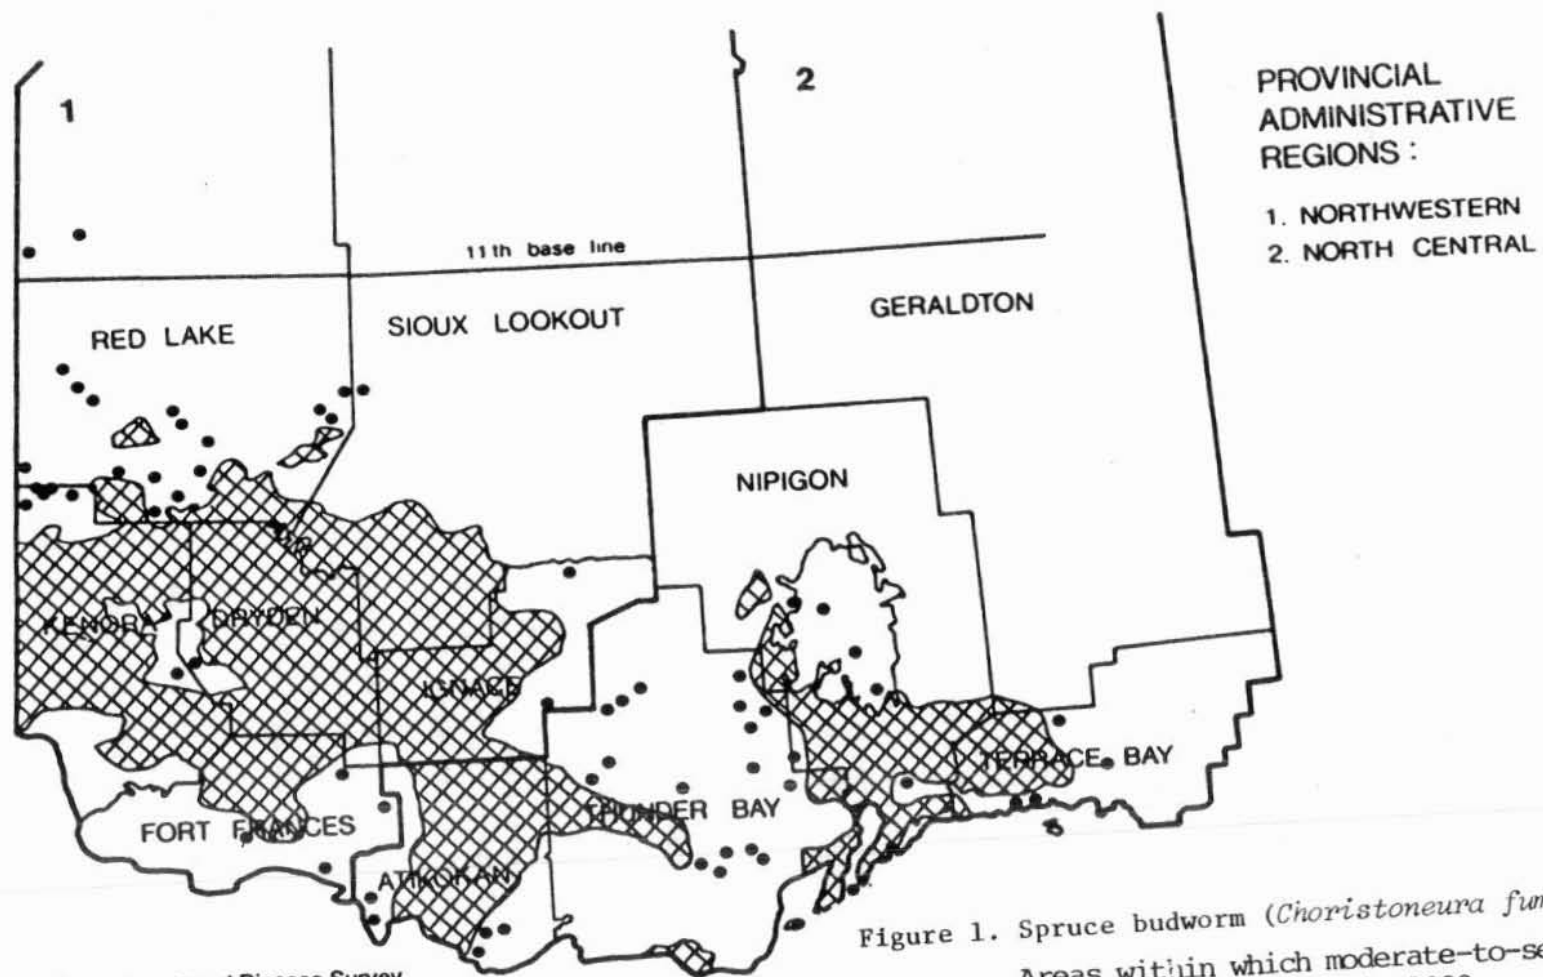 1
2
PROVINCIAL
ADMINISTRATIVE
REGIONS :
1. NORTHWESTERN
2. NORTH CENTRAL
11th base line
RED LAKE
SIOUX LOOKOUT
GERALDTON
NIPIGON
KENORA
DRYDEN
IGNACE
TERRACE BAY
FORT FRANCES
THUNDER BAY
ATIKOKAN
Figure 1. Spruce budworm (Choristoneura
Areas within which moderate-to-se
Disease Survey